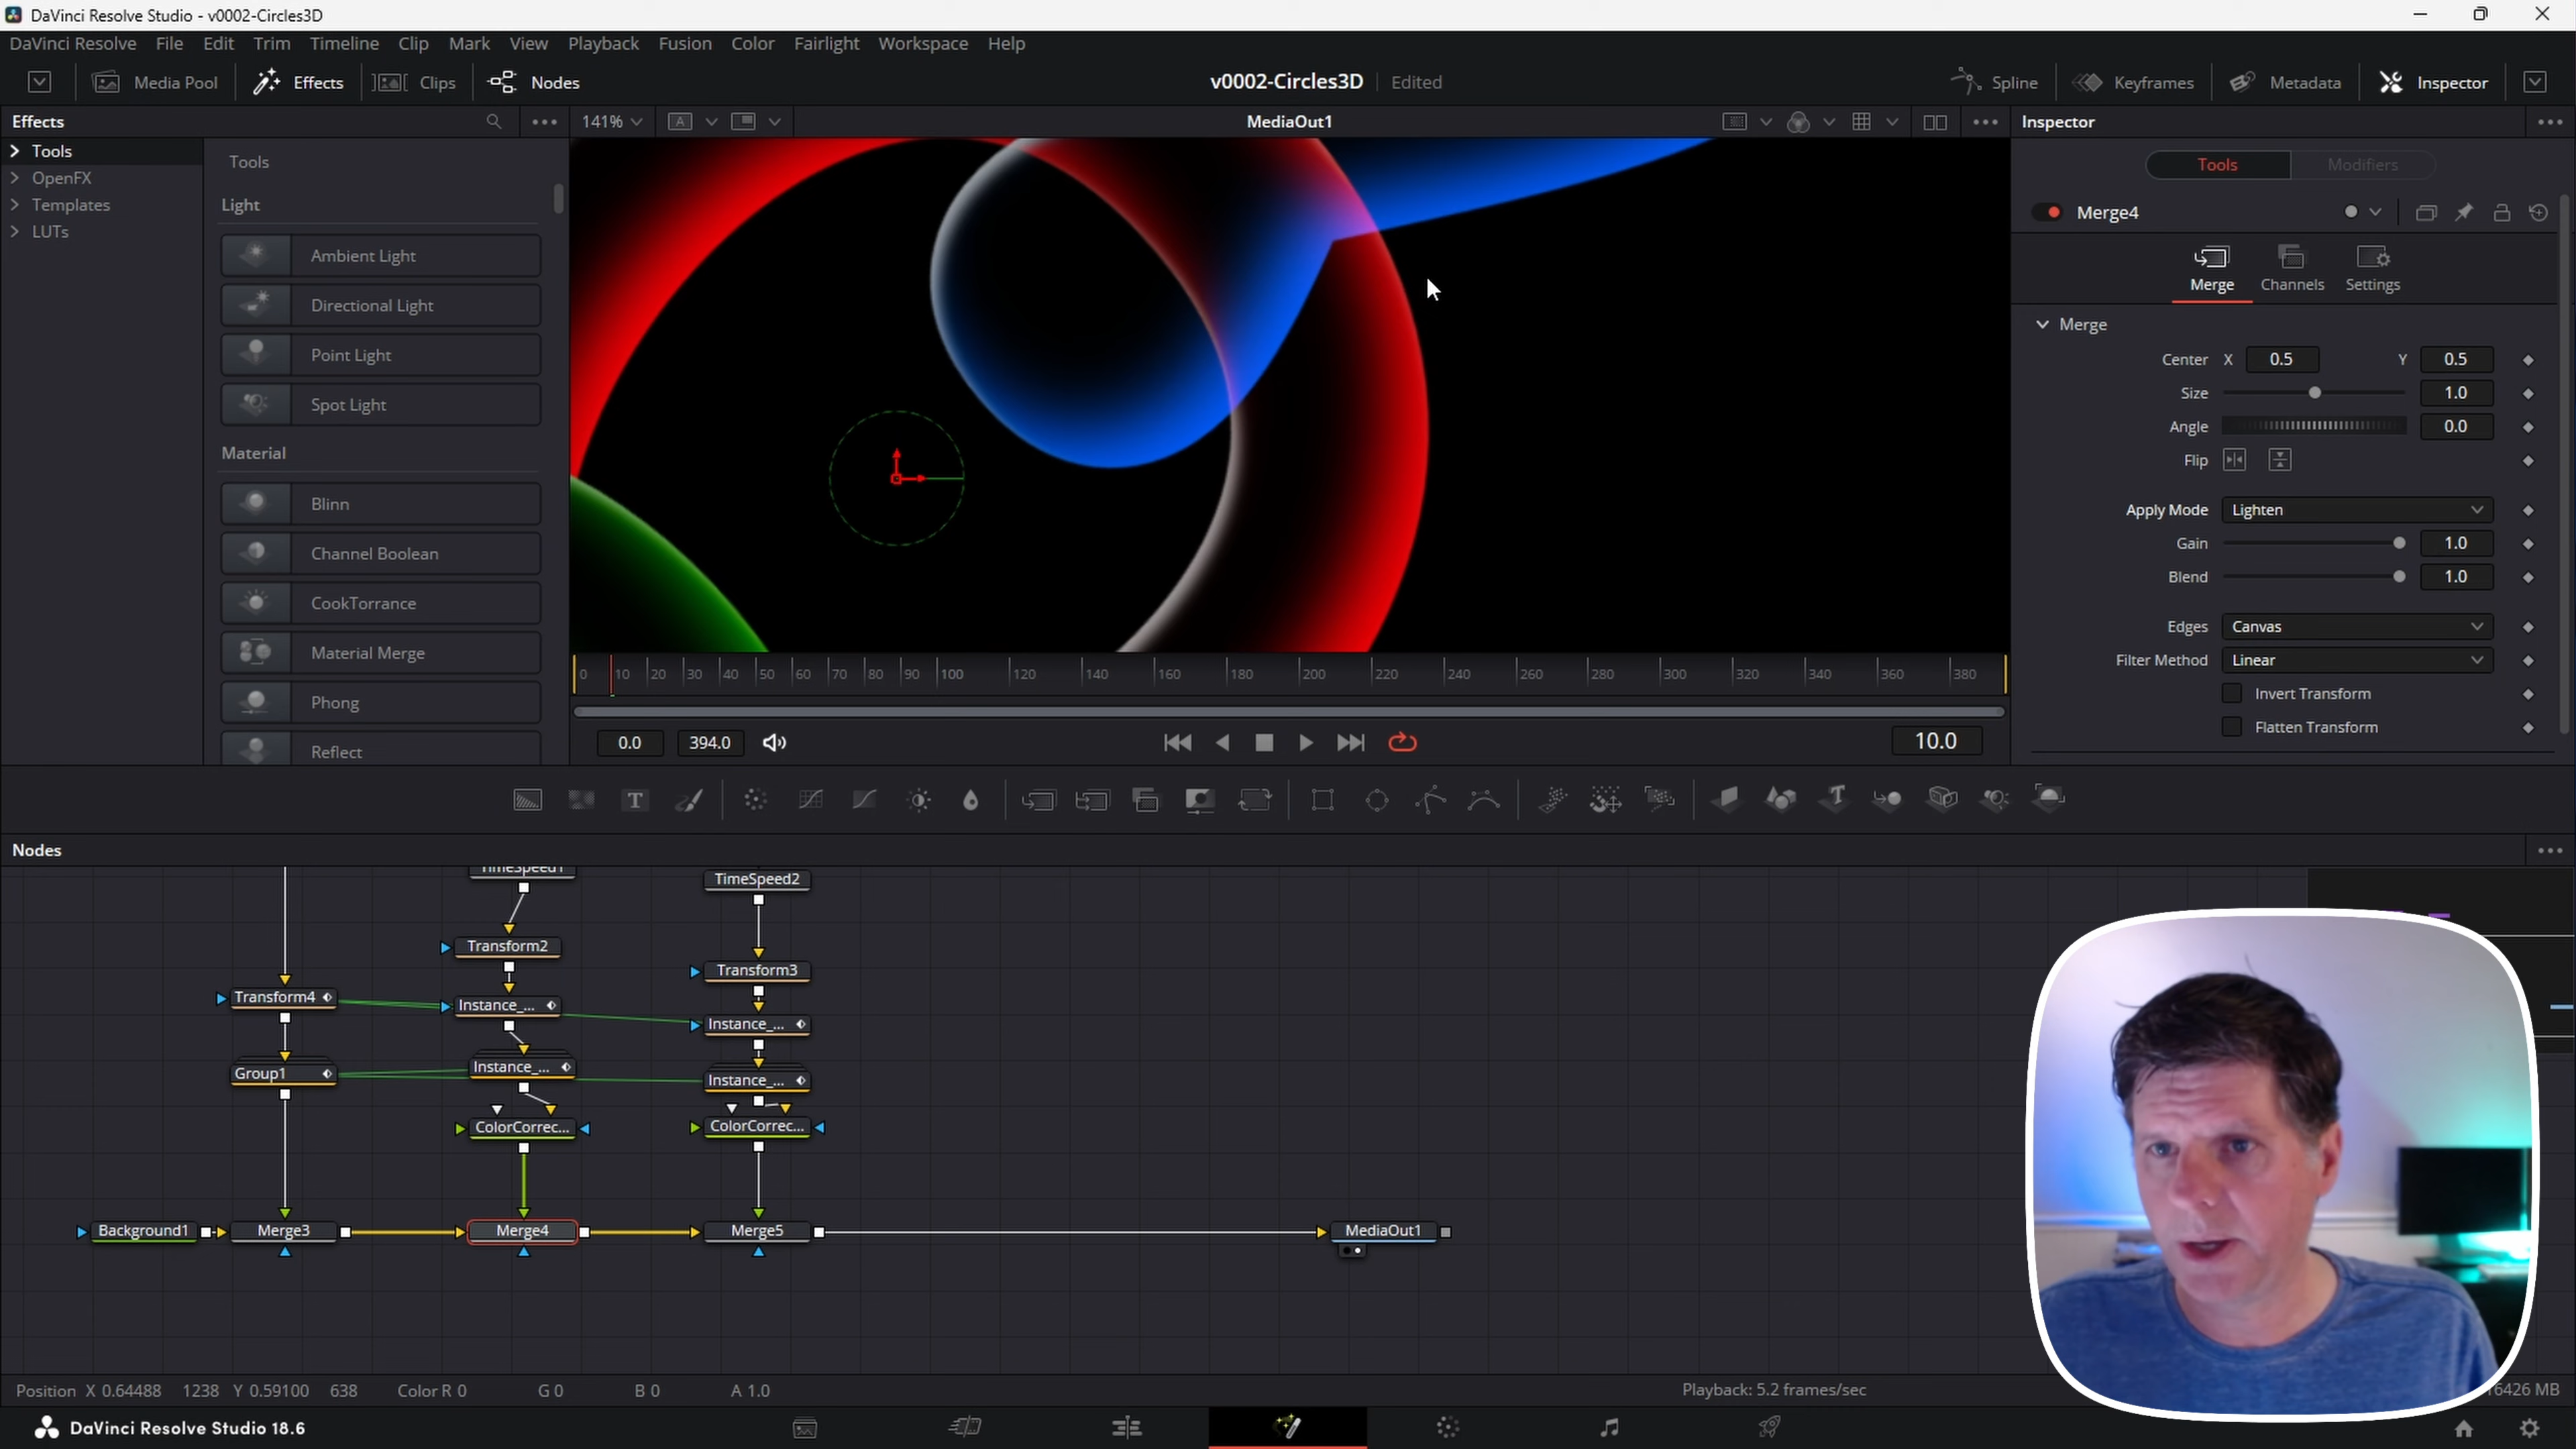 DaVinci Resolve Studio - v0002-Circles3D
DaVinci Resolve File Edit Trim Timeline Clip Mark View Playback Fusion Color Fairlight Workspace Help
Media Pool Effects Clips Nodes v0002-Circles3D Edited Spline Keyframes Metadata Inspector
Effects 141% A MediaOut1 Inspector
Tools
OpenFX
Templates
LUTs
Tools
Light
Ambient Light
Directional Light
Point Light
Spot Light
Material
Blinn
Channel Boolean
CookTorrance
Material Merge
Phong
Reflect
Tools Modifiers
Merge4
Merge Channels Settings
Merge
Center X 0.5 Y 0.5
Size 1.0
Angle 0.0
Flip
Apply Mode Lighten
Gain 1.0
Blend 1.0
Edges Canvas
Filter Method Linear
Invert Transform
Flatten Transform
0 10 20 30 40 50 60 70 80 90 100 120 140 160 180 200 220 240 260 280 300 320 340 360 380
0.0 394.0 10.0
T
Nodes
TimeSpeed1 TimeSpeed2
Transform2
Transform3
Transform4 Instance_...
Instance_...
Group1 Instance_...
Instance_...
ColorCorrec... ColorCorrec...
Background1 Merge3 Merge4 Merge5 MediaOut1
Position X 0.64488 1238 Y 0.59100 638 Color R 0 G 0 B 0 A 1.0 Playback: 5.2 frames/sec 6426 MB
DaVinci Resolve Studio 18.6